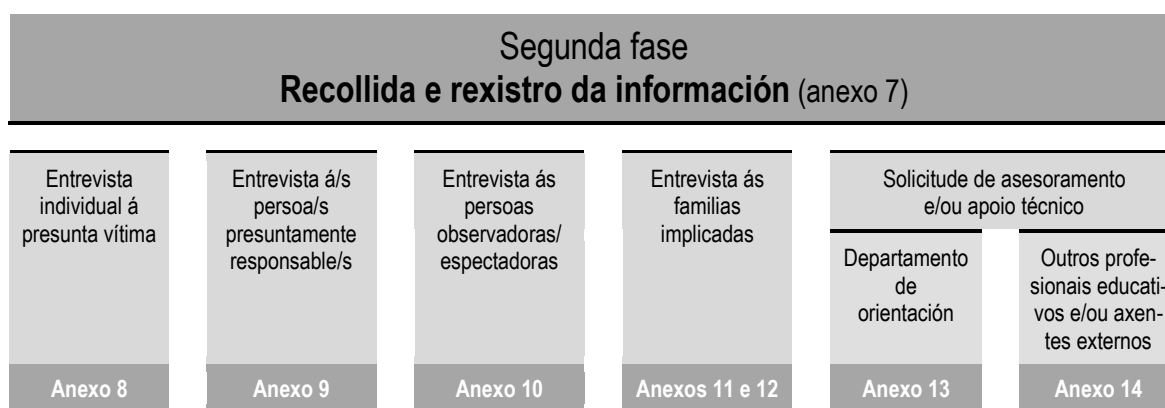 Segunda fase
Recollida e rexistro da información (anexo 7)
Entrevista
individual á
presunta vítima
Anexo 8
Entrevista á/s
persoa/s
presuntamente
responsable/s
Anexo 9
Entrevista ás
persoas
observadoras/
espectadoras
Anexo 10
Entrevista ás
familias
implicadas
Anexos 11 e 12
Solicitude de asesoramento
e/ou apoio técnico
Departamento
de
orientación
Anexo 13
Outros profe-
sionais educati-
vos e/ou axen-
tes externos
Anexo 14